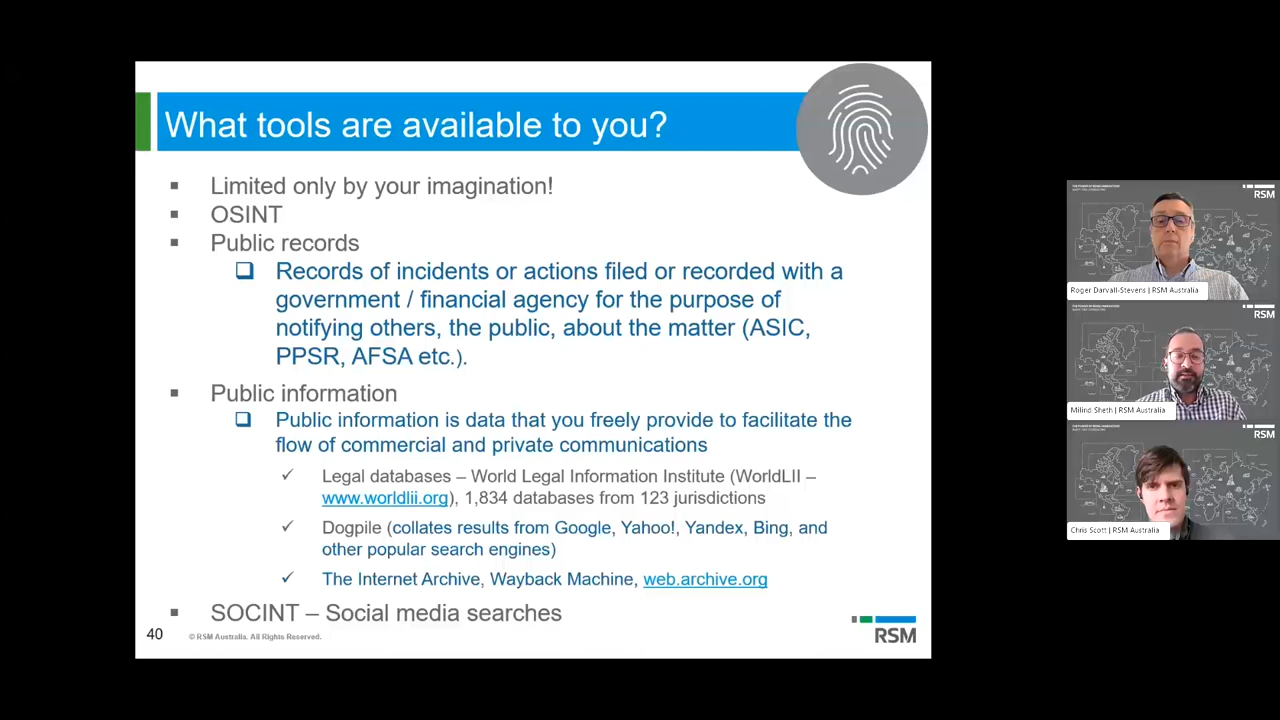 What tools are available to you?
Limited only by your imagination!
OSINT
Public records
Records of incidents or actions filed or recorded with a
government / financial agency for the purpose of
notifying others, the public, about the matter (ASIC,
PPSR, AFSA etc.).
Public information
Public information is data that you freely provide to facilitate the
flow of commercial and private communications
Legal databases – World Legal Information Institute (WorldLII –
www.worldlii.org), 1,834 databases from 123 jurisdictions
Dogpile (collates results from Google, Yahoo!, Yandex, Bing, and
other popular search engines)
The Internet Archive, Wayback Machine, web.archive.org
SOCINT – Social media searches
40
© RSM Australia. All Rights Reserved.
RSM
RSM
Roger Darvall-Stevens | RSM Australia
RSM
Milind Sheth | RSM Australia
RSM
Chris Scott | RSM Australia